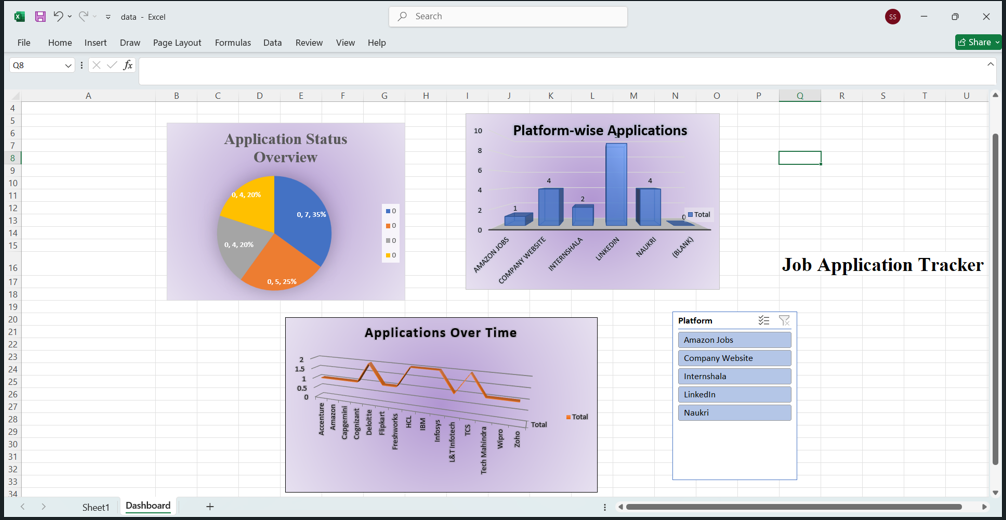 data - Excel
Search
SS
File Home Insert Draw Page Layout Formulas Data Review View Help
Share
Q8
fx
A B C D E F G H I J K L M N O P Q R S T U
4
5
6
7
8
9
10
11
12
13
14
15
16
17
18
19
20
21
22
23
24
25
26
27
28
29
30
31
32
33
34
Application Status
Overview
0, 4, 20%
0, 7, 35%
0, 4, 20%
0, 5, 25%
0
0
0
0
Platform-wise Applications
10
8
6
4
2
0
1
4
2
4
0
Total
AMAZON JOBS
COMPANY WEBSITE
INTERNSHALA
LINKEDIN
NAUKRI
(BLANK)
Job Application Tracker
Applications Over Time
2
1.5
1
0.5
0
Accenture
Amazon
Capgemini
Cognizant
Deloitte
Flipkart
Freshworks
HCL
IBM
Infosys
L&T Infotech
TCS
Tech Mahindra
Wipro
Zoho
Total
Total
Platform
Amazon Jobs
Company Website
Internshala
LinkedIn
Naukri
Sheet1 Dashboard